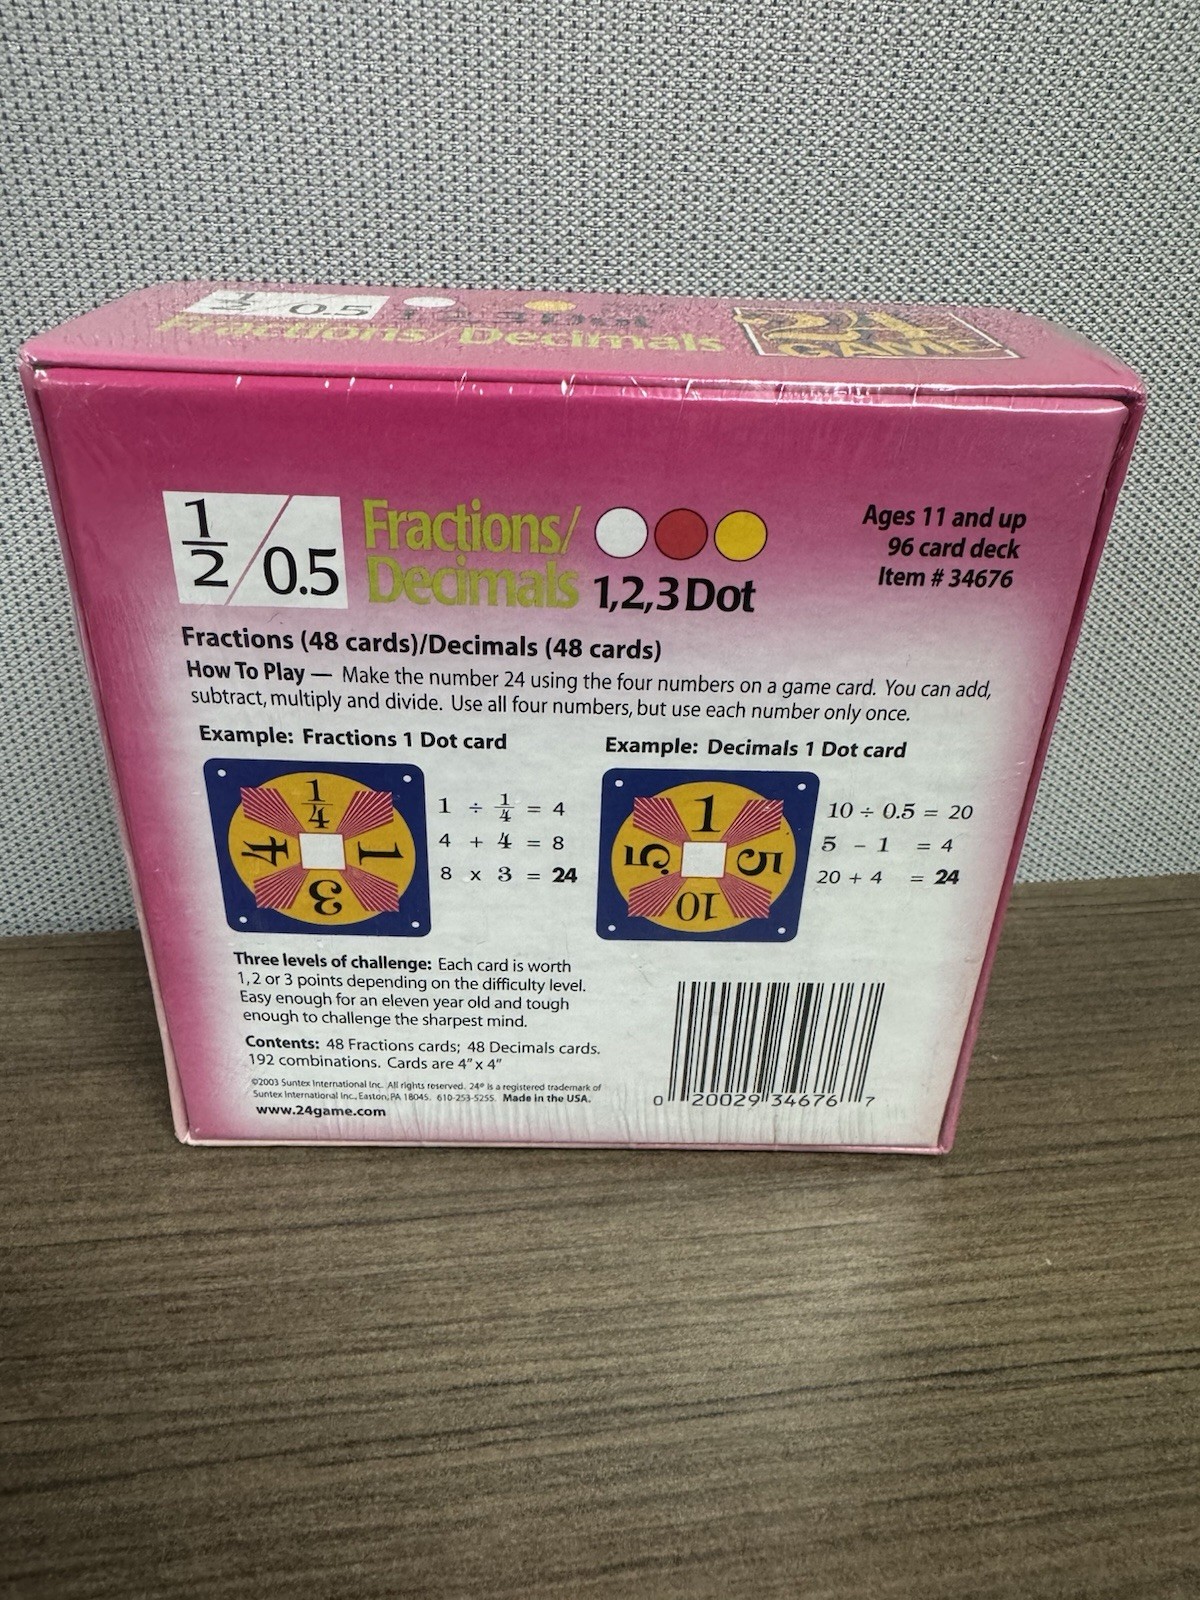 1/2 / 0.5
Fractions/Decimals
24
GAME
1/2 / 0.5
Fractions/
Decimals
1,2,3 Dot
Ages 11 and up
96 card deck
Item # 34676
Fractions (48 cards)/Decimals (48 cards)
How To Play — Make the number 24 using the four numbers on a game card. You can add,
subtract, multiply and divide. Use all four numbers, but use each number only once.
Example: Fractions 1 Dot card
1/4
4
1
3
1 ÷ 1/4 = 4
4 + 4 = 8
8 x 3 = 24
Example: Decimals 1 Dot card
1
.5
5
10
10 ÷ 0.5 = 20
5 - 1 = 4
20 + 4 = 24
Three levels of challenge: Each card is worth
1, 2 or 3 points depending on the difficulty level.
Easy enough for an eleven year old and tough
enough to challenge the sharpest mind.
Contents: 48 Fractions cards; 48 Decimals cards.
192 combinations. Cards are 4" x 4"
©2003 Suntex International Inc. All rights reserved. 24® is a registered trademark of
Suntex International Inc., Easton, PA 18045. 610-253-5255. Made in the USA.
www.24game.com
0 20029 34676 7